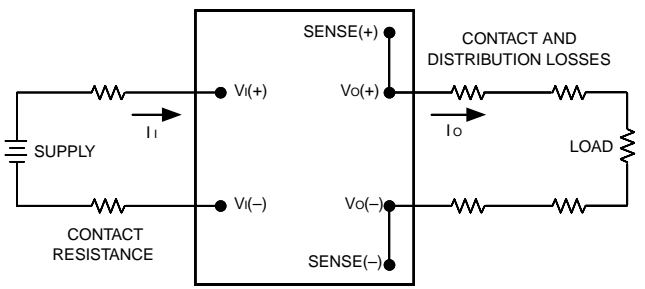 SENSE(+)
CONTACT AND
DISTRIBUTION LOSSES
VI(+)
VO(+)
II
IO
SUPPLY
LOAD
VI(–)
VO(–)
CONTACT
RESISTANCE
SENSE(–)